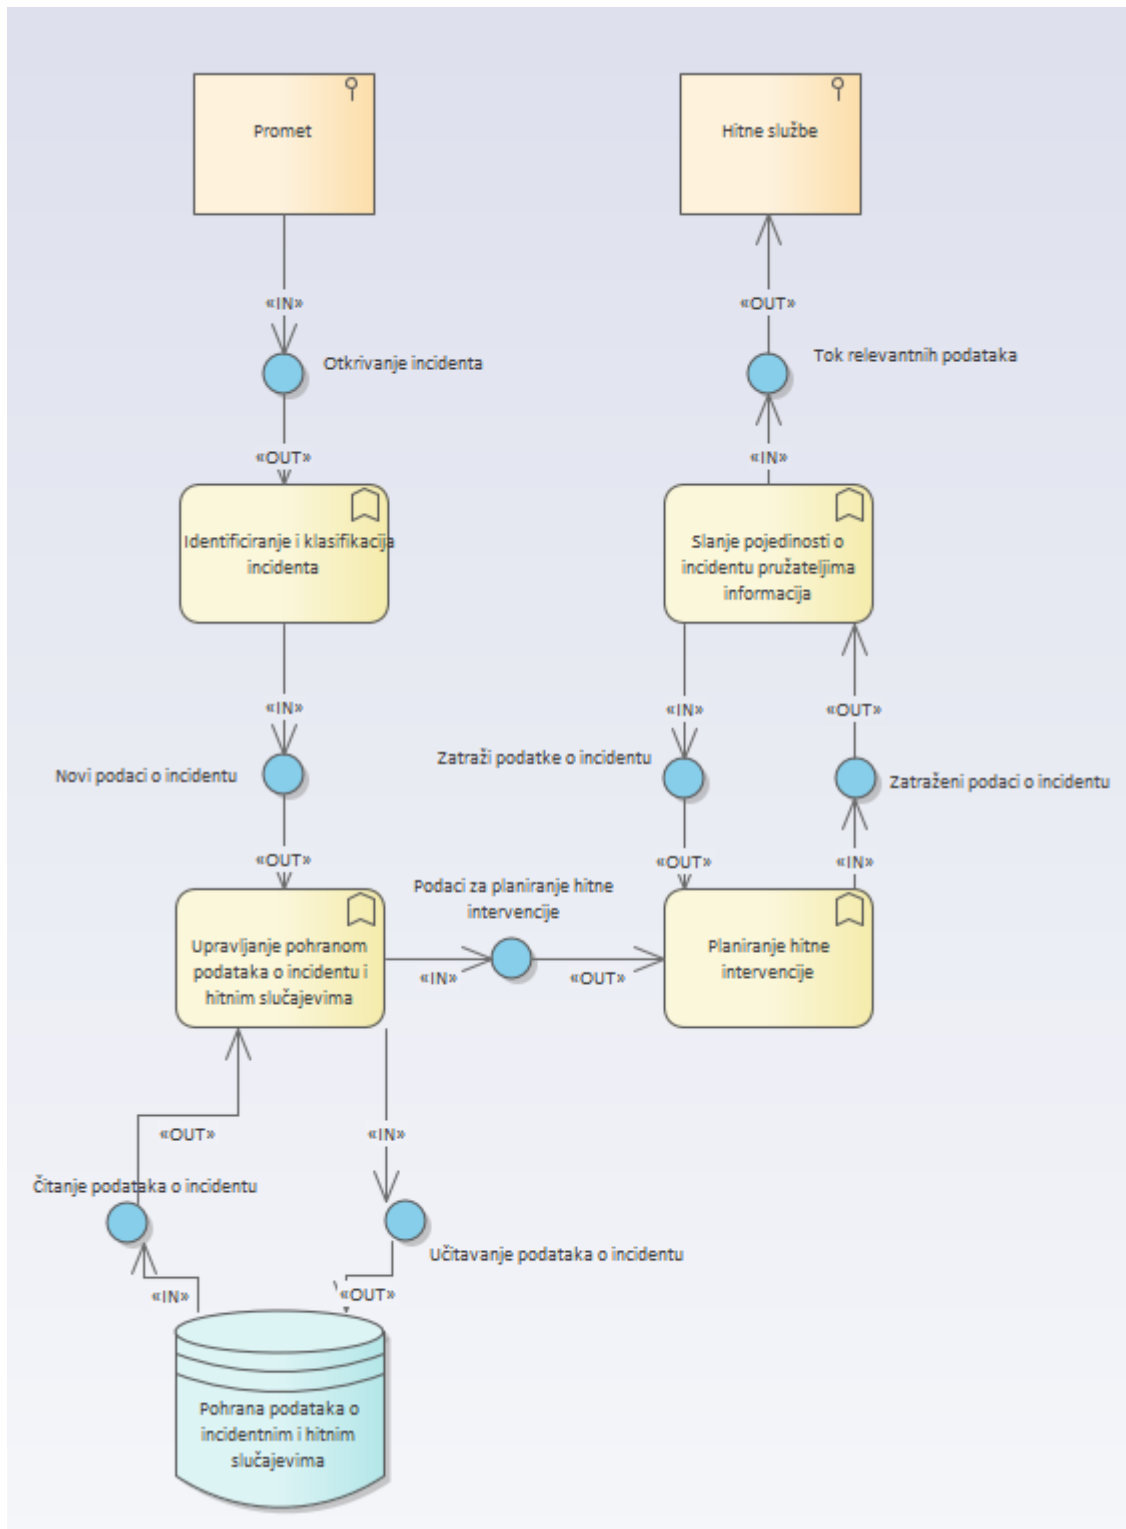 Promet
Hitne službe
«IN»
«OUT»
Otkrivanje incidenta
Tok relevantnih podataka
«OUT»
«IN»
Identificiranje i klasifikacija
incidenta
Slanje pojedinosti o
incidentu pružateljima
informacija
«IN»
«IN»
«OUT»
Novi podaci o incidentu
Zatraži podatke o incidentu
Zatraženi podaci o incidentu
«OUT»
«OUT»
«IN»
Podaci za planiranje hitne
intervencije
Upravljanje pohranom
podataka o incidentu i
hitnim slučajevima
«IN»
«OUT»
Planiranje hitne
intervencije
«OUT»
«IN»
Čitanje podataka o incidentu
Učitavanje podataka o incidentu
«IN»
«OUT»
Pohrana podataka o
incidentnim i hitnim
slučajevima